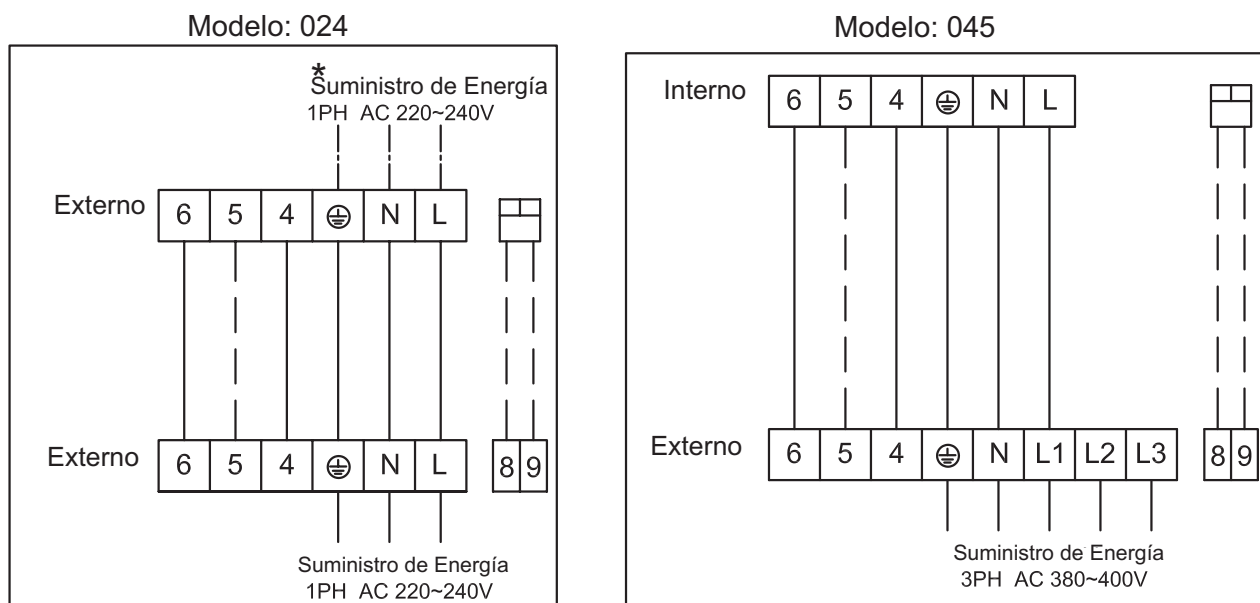 Modelo: 024
*
Suministro de Energía
1PH AC 220~240V
Externo 6 5 4 N L
Externo 6 5 4 N L 8 9
Suministro de Energía
1PH AC 220~240V
Modelo: 045
Interno 6 5 4 N L
Externo 6 5 4 N L1 L2 L3 8 9
Suministro de Energía
3PH AC 380~400V